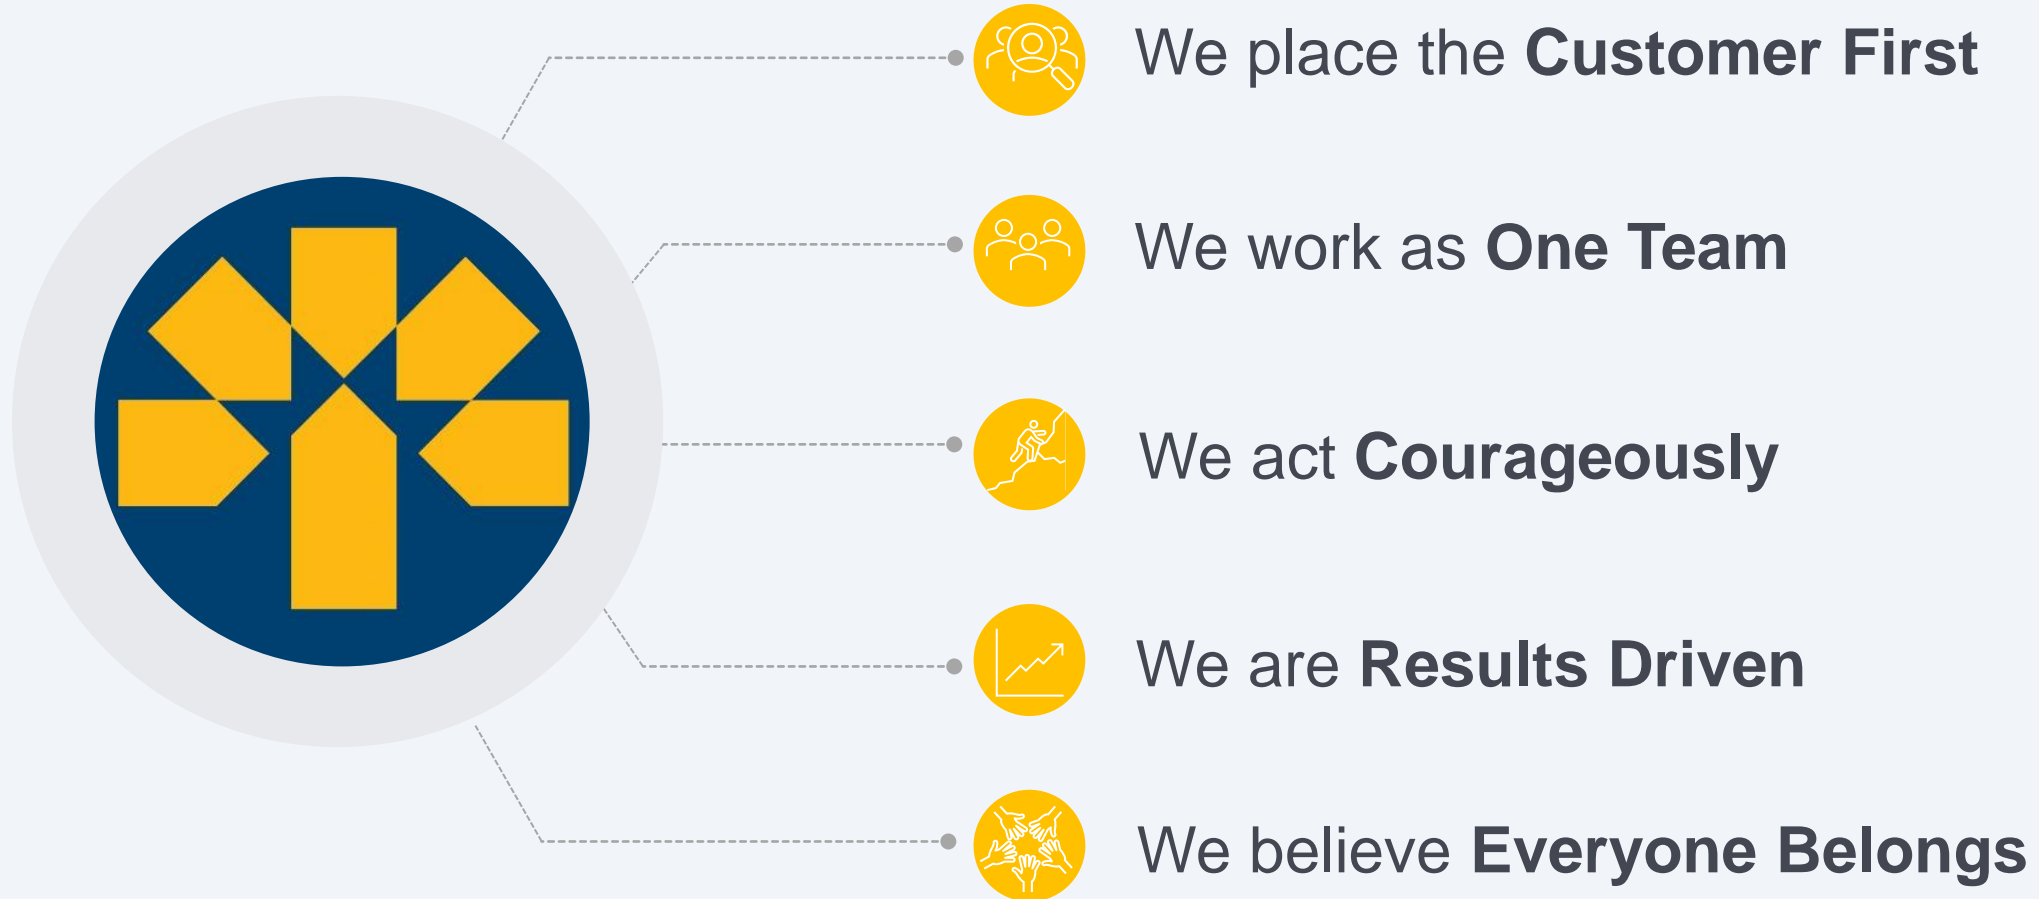 We place the Customer First
We work as One Team
We act Courageously
We are Results Driven
We believe Everyone Belongs